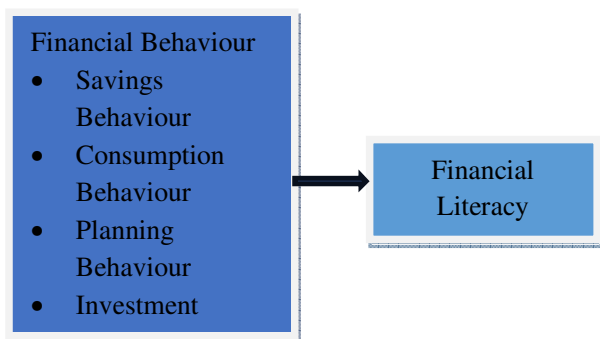 Financial Behaviour
• Savings
Behaviour
• Consumption
Behaviour
• Planning
Behaviour
• Investment
Financial
Literacy